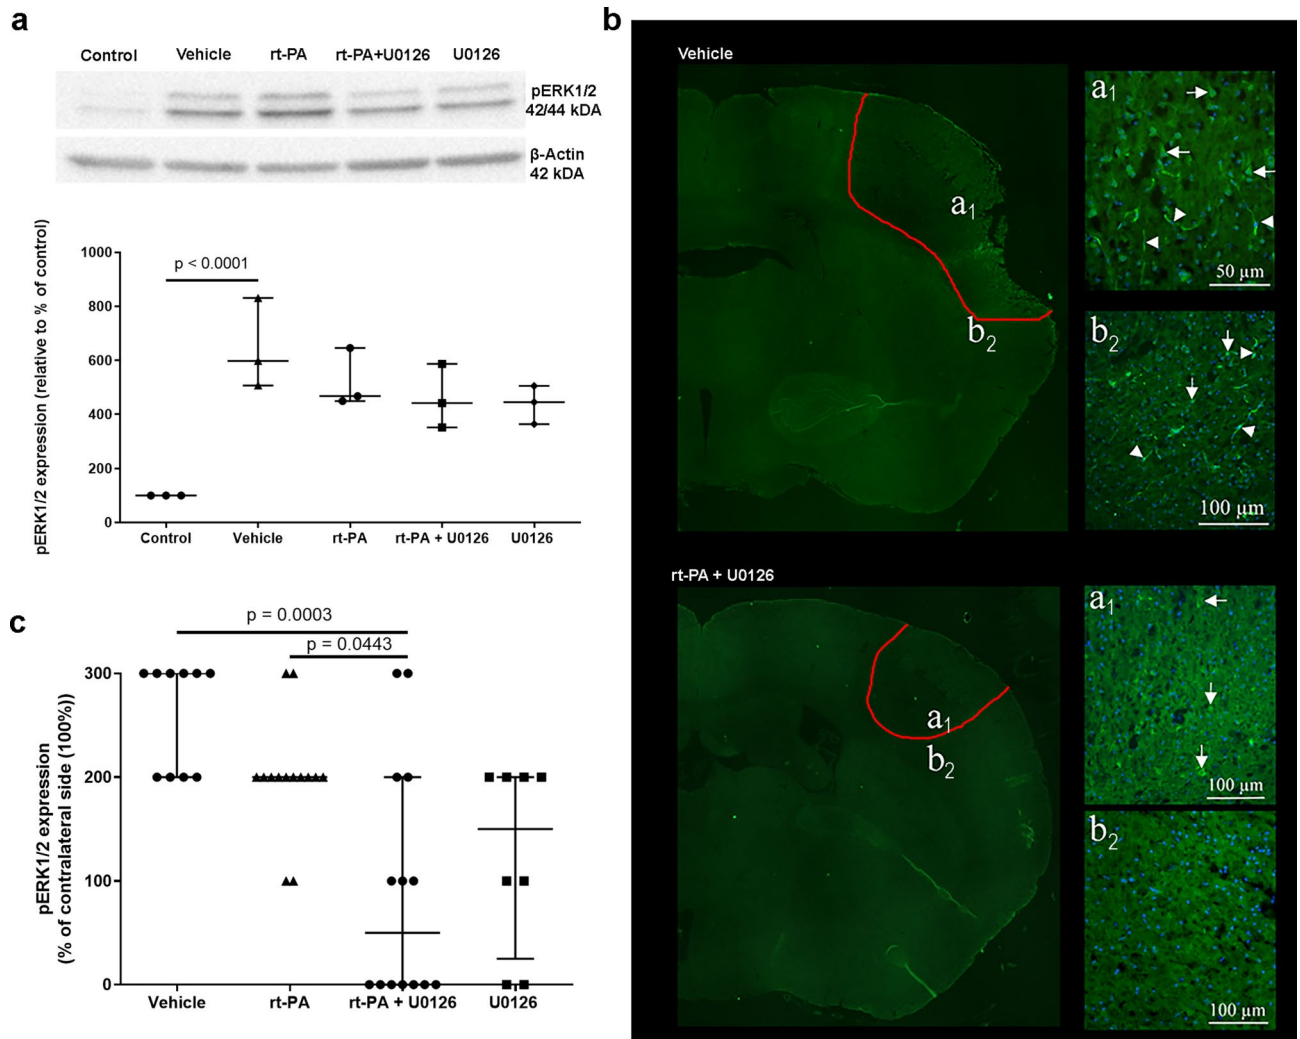 a
Control Vehicle rt-PA rt-PA+U0126 U0126
pERK1/2
42/44 kDA
β-Actin
42 kDA
pERK1/2 expression (relative to % of control)
1000
800
600
400
200
0
p < 0.0001
Control Vehicle rt-PA rt-PA + U0126 U0126
b
Vehicle
a1
b2
a1
50 µm
b2
100 µm
rt-PA + U0126
a1
b2
a1
100 µm
b2
100 µm
c
p = 0.0003
p = 0.0443
pERK1/2 expression
(% of contralateral side (100%))
300
200
100
0
Vehicle rt-PA rt-PA + U0126 U0126